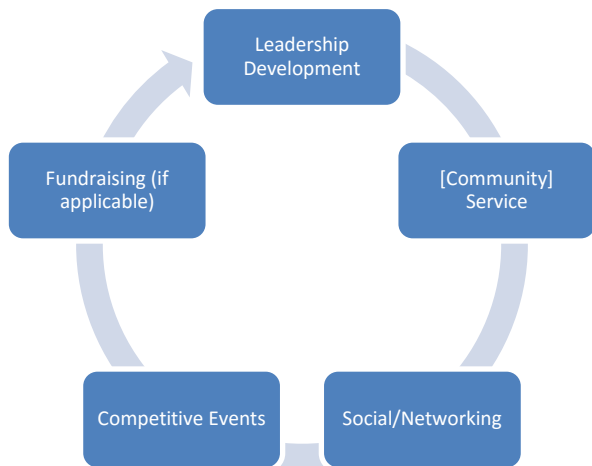 Leadership
Development
[Community]
Service
Social/Networking
Competitive Events
Fundraising (if
applicable)